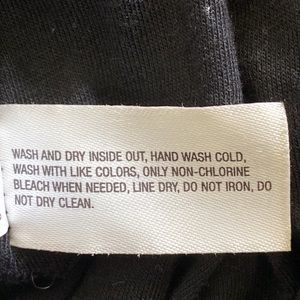 WASH AND DRY INSIDE OUT, HAND WASH COLD,
WASH WITH LIKE COLORS, ONLY NON-CHLORINE
BLEACH WHEN NEEDED, LINE DRY, DO NOT IRON, DO
NOT DRY CLEAN.